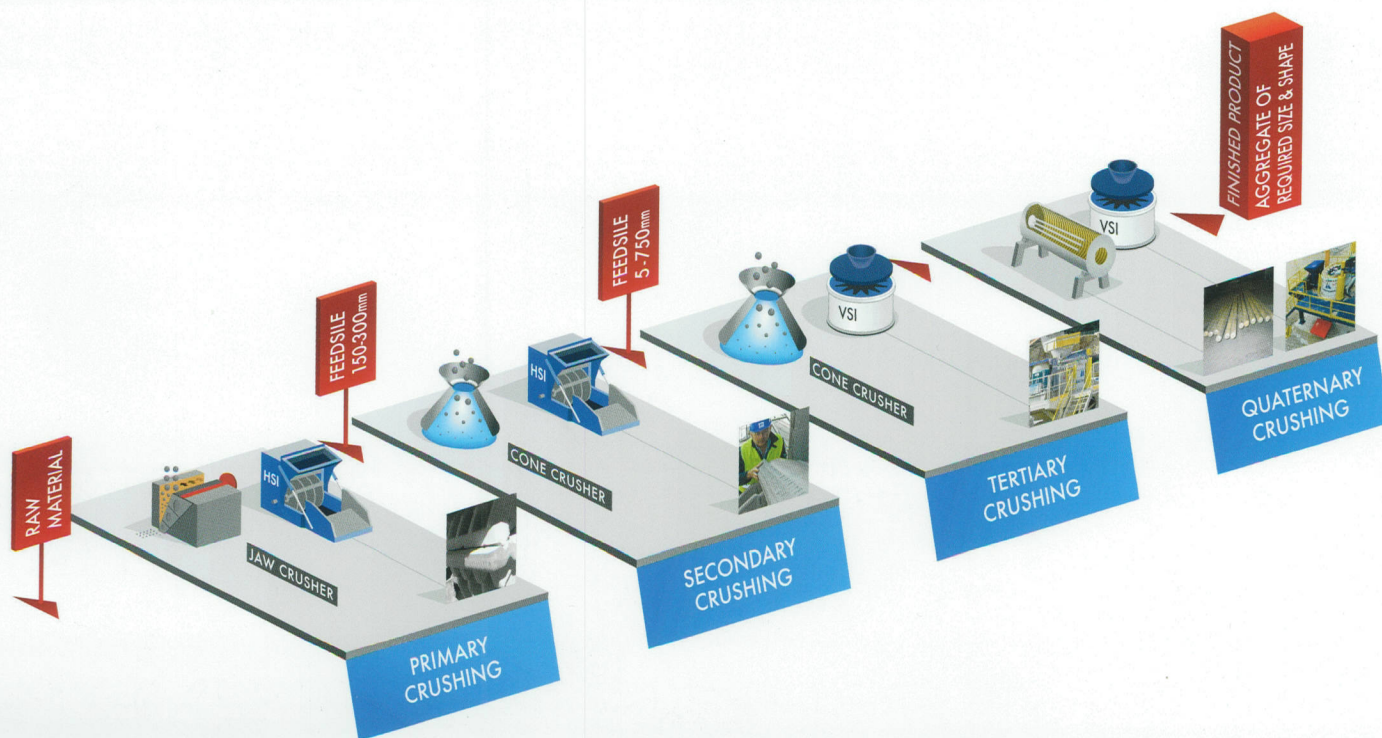 RAW
MATERIAL
HSI
JAW CRUSHER
PRIMARY
CRUSHING
FEEDSILE
150-300mm
HSI
CONE CRUSHER
SECONDARY
CRUSHING
FEEDSILE
5-750mm
VSI
CONE CRUSHER
TERTIARY
CRUSHING
VSI
QUATERNARY
CRUSHING
FINISHED PRODUCT
AGGREGATE OF
REQUIRED SIZE & SHAPE